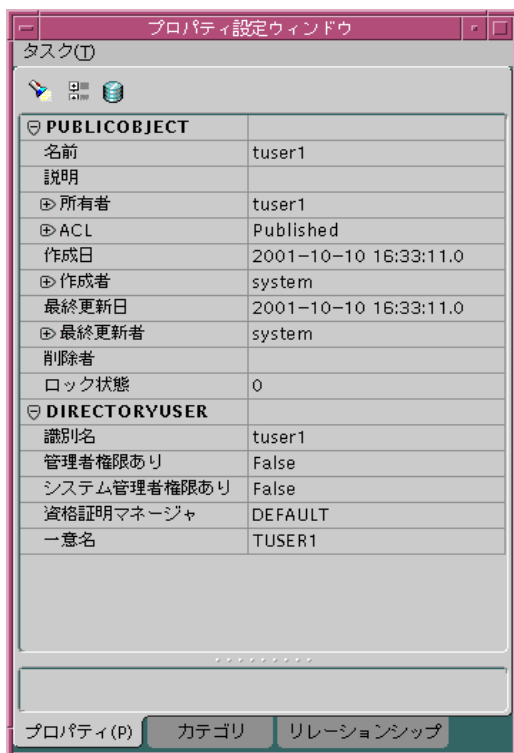 プロパティ設定ウィンドウ
タスク(T)
PUBLICOBJECT
名前 tuser1
説明
所有者 tuser1
ACL Published
作成日 2001-10-10 16:33:11.0
作成者 system
最終更新日 2001-10-10 16:33:11.0
最終更新者 system
削除者
ロック状態 0
DIRECTORYUSER
識別名 tuser1
管理者権限あり False
システム管理者権限あり False
資格証明マネージャ DEFAULT
一意名 TUSER1
プロパティ(P) カテゴリ リレーションシップ